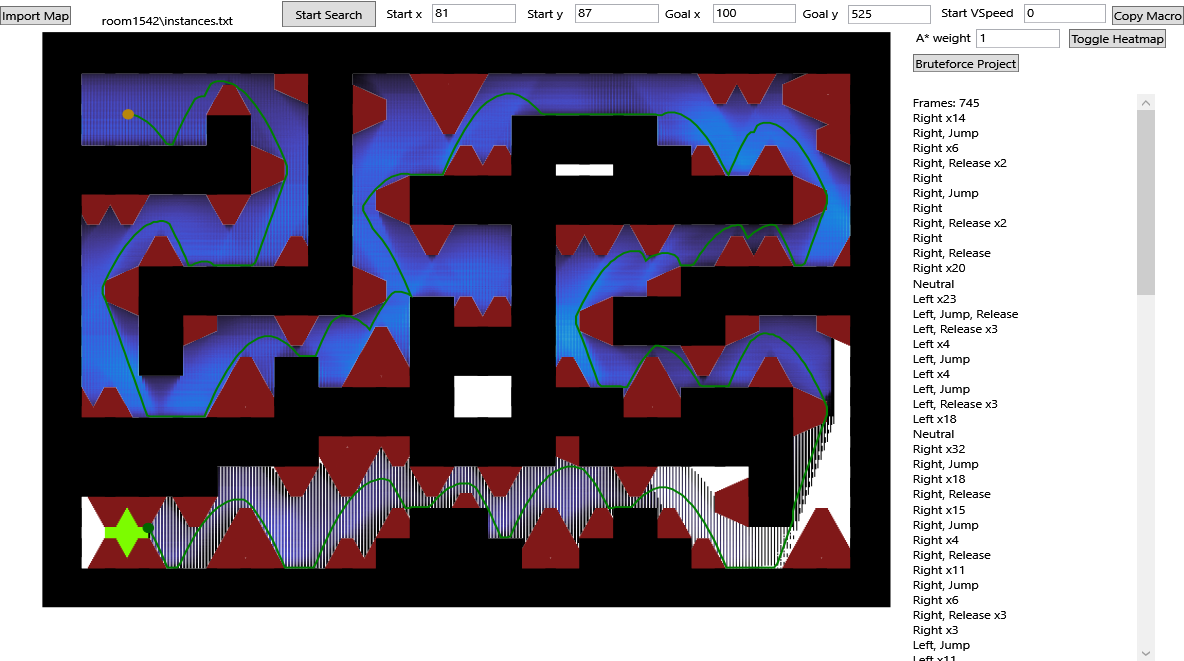 Import Map
room1542\instances.txt
Start Search
Start x 81
Start y 87
Goal x 100
Goal y 525
Start VSpeed 0
Copy Macro
A* weight 1
Toggle Heatmap
Bruteforce Project
Frames: 745
Right x14
Right, Jump
Right x6
Right, Release x2
Right
Right, Jump
Right
Right, Release x2
Right
Right, Release
Right x20
Neutral
Left x23
Left, Jump, Release
Left, Release x3
Left x4
Left, Jump
Left x4
Left, Jump
Left, Release x3
Left x18
Neutral
Right x32
Right, Jump
Right x18
Right, Release
Right x15
Right, Jump
Right x4
Right, Release
Right x11
Right, Jump
Right x6
Right, Release x3
Right x3
Left, Jump
Left x11